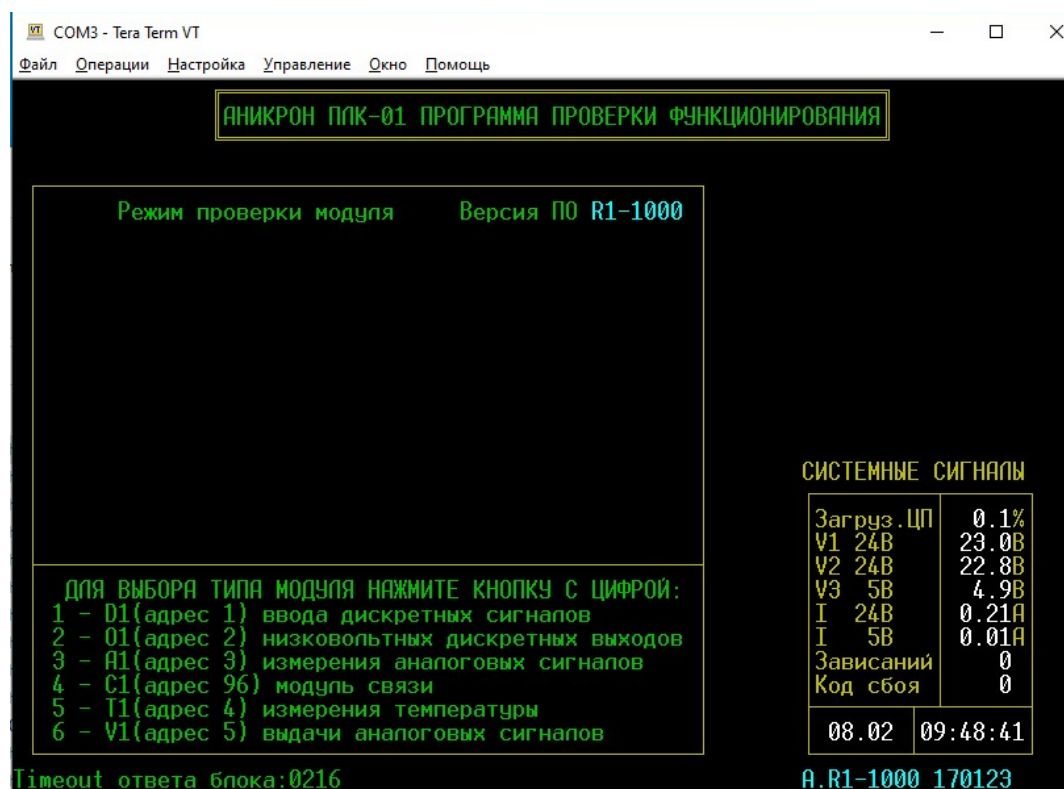 COM3 - Tera Term VT
Файл Операции Настройка Управление Окно Помощь
АНИКРОН ПЛК-01 ПРОГРАММА ПРОВЕРКИ ФУНКЦИОНИРОВАНИЯ
Режим проверки модуля Версия ПО R1-1000
ДЛЯ ВЫБОРА ТИПА МОДУЛЯ НАЖМИТЕ КНОПКУ С ЦИФРОЙ:
1 - D1(адрес 1) ввода дискретных сигналов
2 - O1(адрес 2) низковольтных дискретных выходов
3 - A1(адрес 3) измерения аналоговых сигналов
4 - C1(адрес 96) модуль связи
5 - T1(адрес 4) измерения температуры
6 - V1(адрес 5) выдачи аналоговых сигналов
СИСТЕМНЫЕ СИГНАЛЫ
Загруз.ЦП 0.1%
V1 24В 23.0В
V2 24В 22.8В
V3 5В 4.9В
I 24В 0.21А
I 5В 0.01А
Зависаний 0
Код сбоя 0
08.02 09:48:41
Timeout ответа блока:0216
A.R1-1000 170123